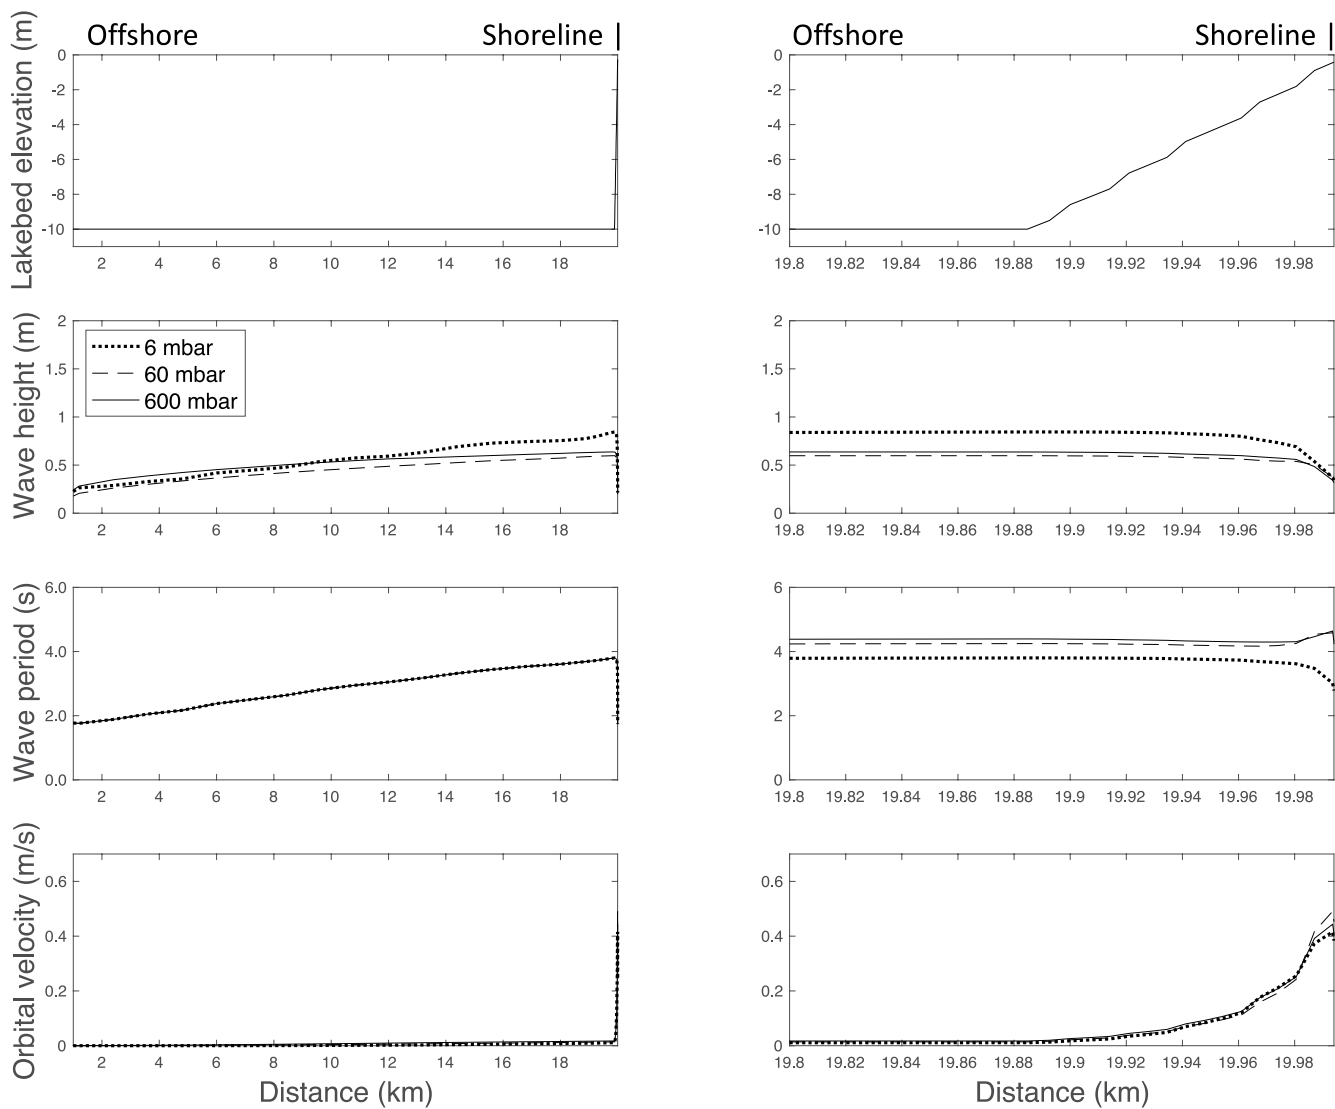 Offshore Shoreline |
Lakebed elevation (m)
0
-2
-4
-6
-8
-10
2 4 6 8 10 12 14 16 18
Offshore Shoreline |
0
-2
-4
-6
-8
-10
19.8 19.82 19.84 19.86 19.88 19.9 19.92 19.94 19.96 19.98
Wave height (m)
2
1.5
1
0.5
0
6 mbar
60 mbar
600 mbar
2 4 6 8 10 12 14 16 18
2
1.5
1
0.5
0
19.8 19.82 19.84 19.86 19.88 19.9 19.92 19.94 19.96 19.98
Wave period (s)
6.0
4.0
2.0
0.0
2 4 6 8 10 12 14 16 18
6
4
2
0
19.8 19.82 19.84 19.86 19.88 19.9 19.92 19.94 19.96 19.98
Orbital velocity (m/s)
0.6
0.4
0.2
0
2 4 6 8 10 12 14 16 18
Distance (km)
0.6
0.4
0.2
0
19.8 19.82 19.84 19.86 19.88 19.9 19.92 19.94 19.96 19.98
Distance (km)